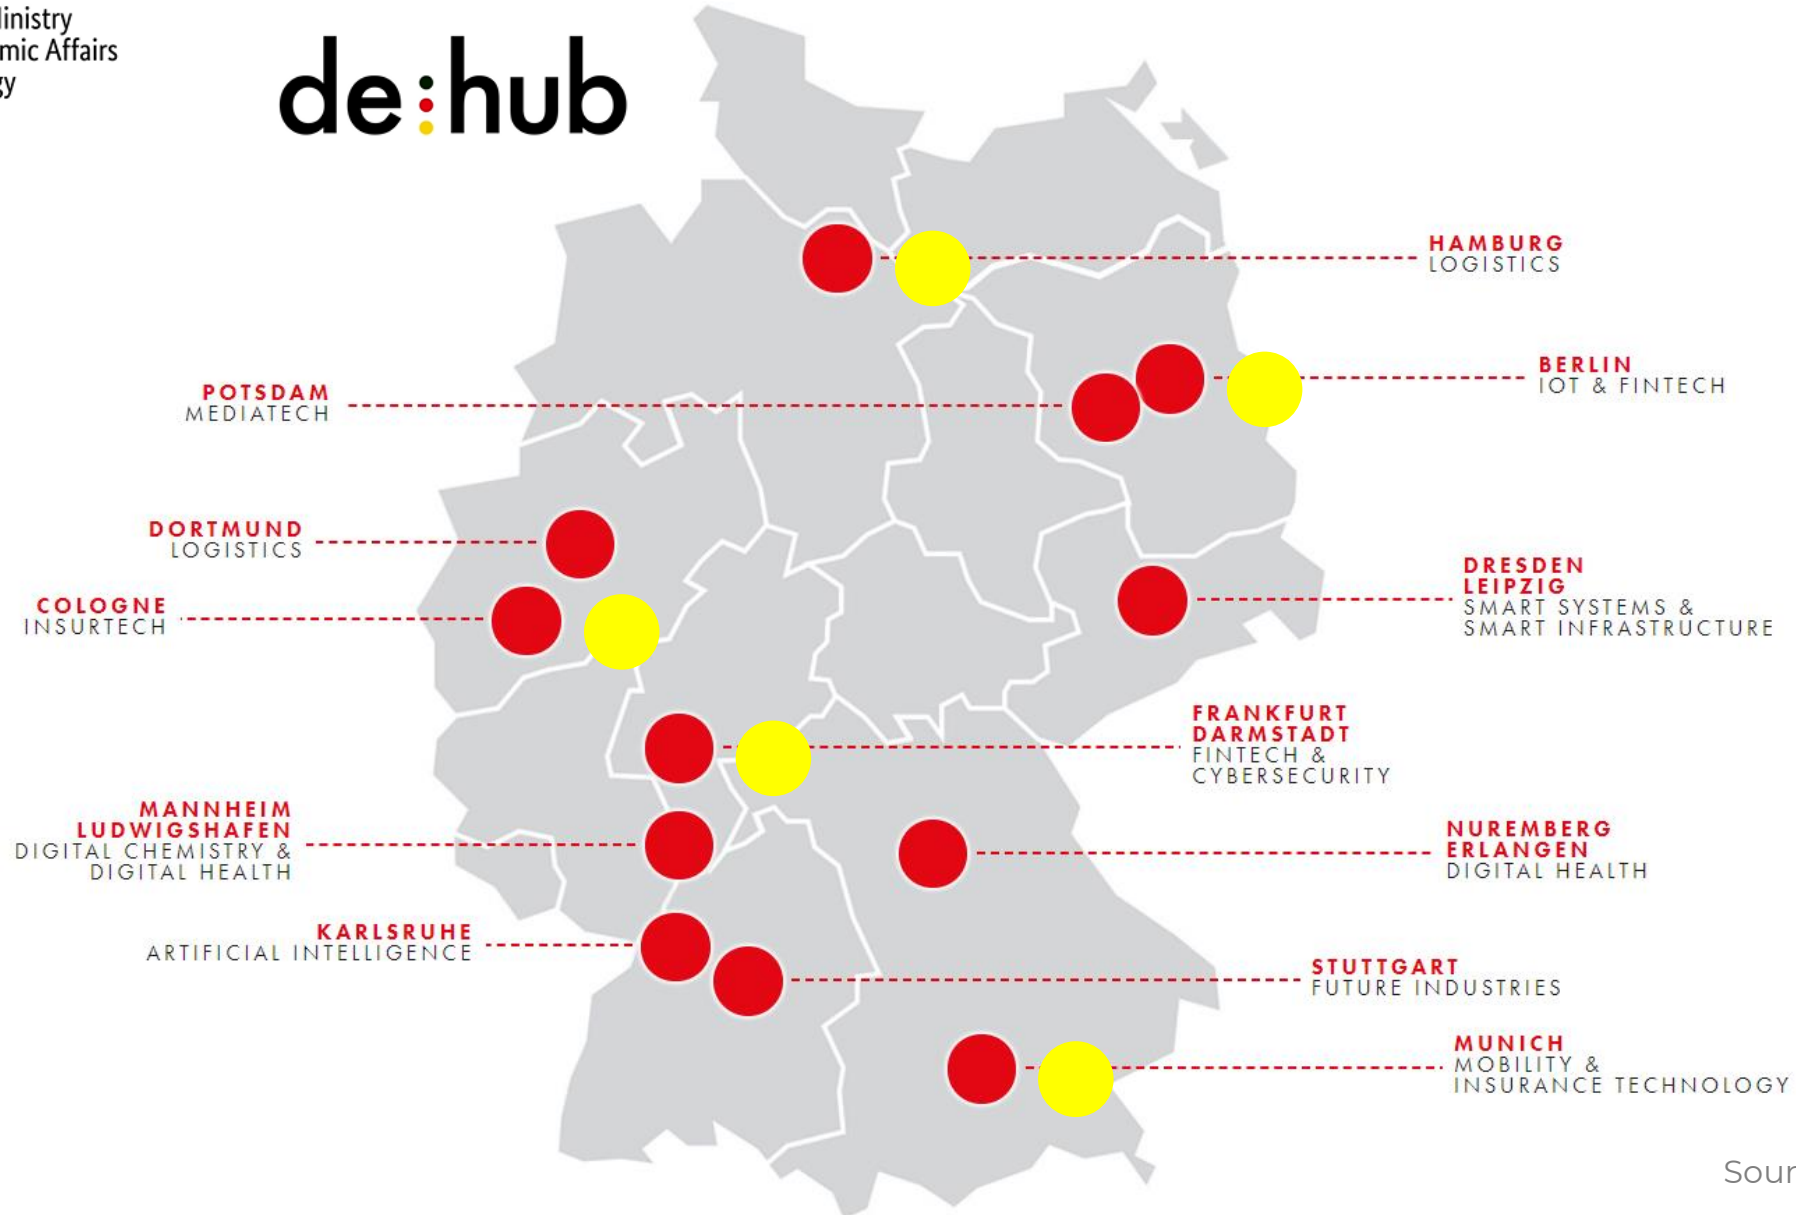 mic Affairs
de:hub
HAMBURG
LOGISTICS
BERLIN
IOT & FINTECH
POTSDAM
MEDIATECH
DORTMUND
LOGISTICS
COLOGNE
INSURTECH
DRESDEN
LEIPZIG
SMART SYSTEMS &
SMART INFRASTRUCTURE
FRANKFURT
DARMSTADT
FINTECH &
CYBERSECURITY
MANNHEIM
LUDWIGSHAFEN
DIGITAL CHEMISTRY &
DIGITAL HEALTH
NUREMBERG
ERLANGEN
DIGITAL HEALTH
KARLSRUHE
ARTIFICIAL INTELLIGENCE
STUTTGART
FUTURE INDUSTRIES
MUNICH
MOBILITY &
INSURANCE TECHNOLOGY
Sour